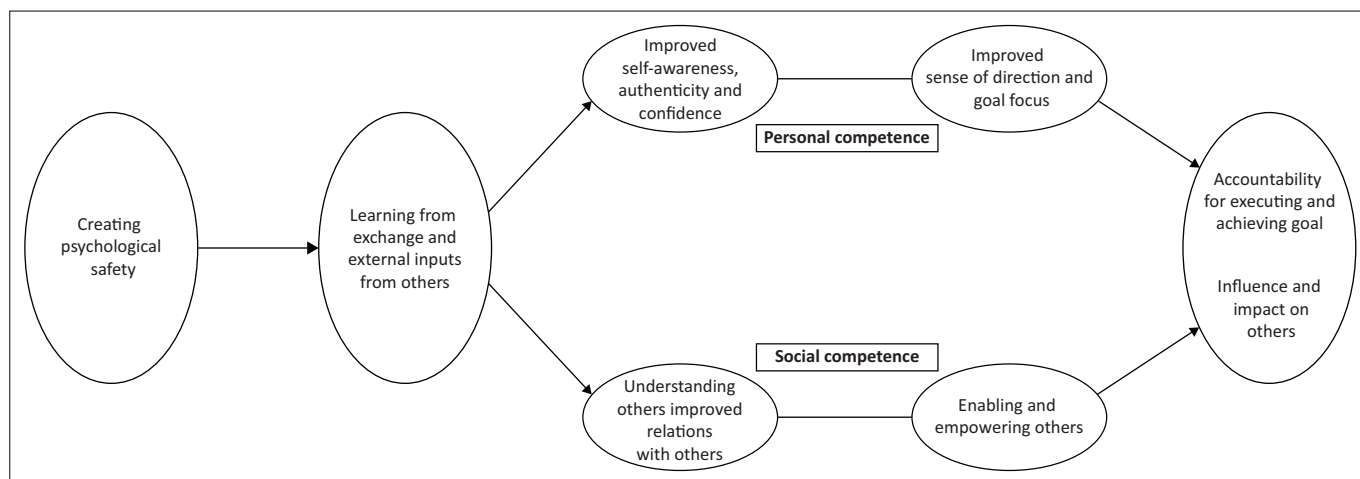 Creating
psychological
safety
Learning from
exchange and
external inputs
from others
Improved
self-awareness,
authenticity and
confidence
Improved
sense of direction and
goal focus
Personal competence
Social competence
Understanding
others improved
relations
with others
Enabling and
empowering others
Accountability
for executing and
achieving goal
Influence and
impact on
others